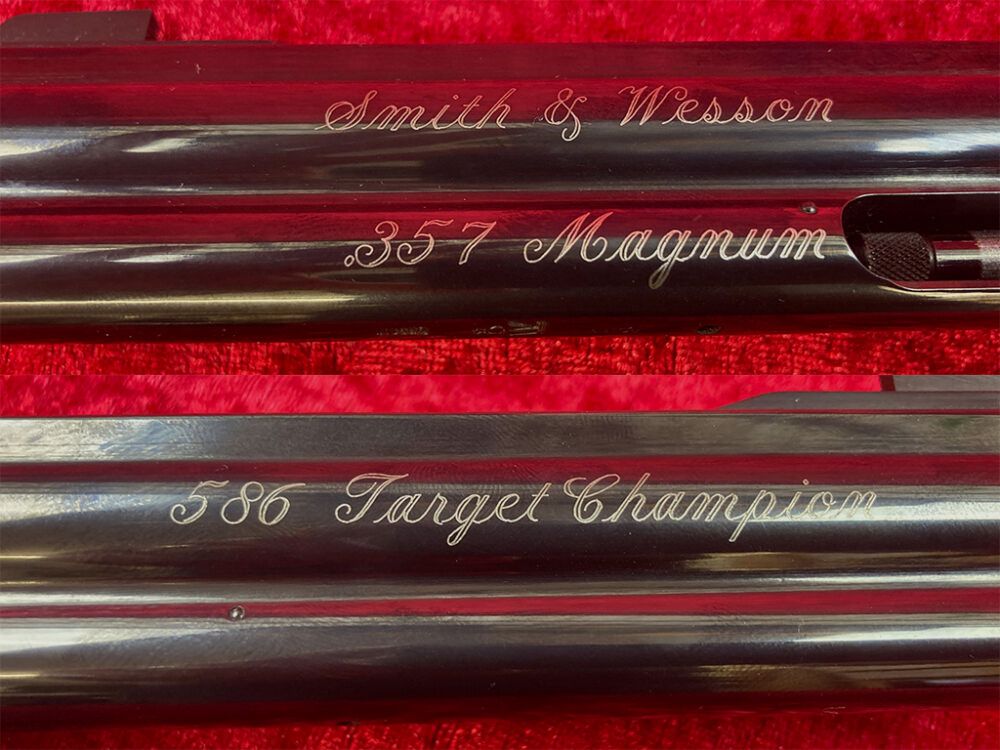 Smith & Wesson
.357 Magnum
586 Target Champion